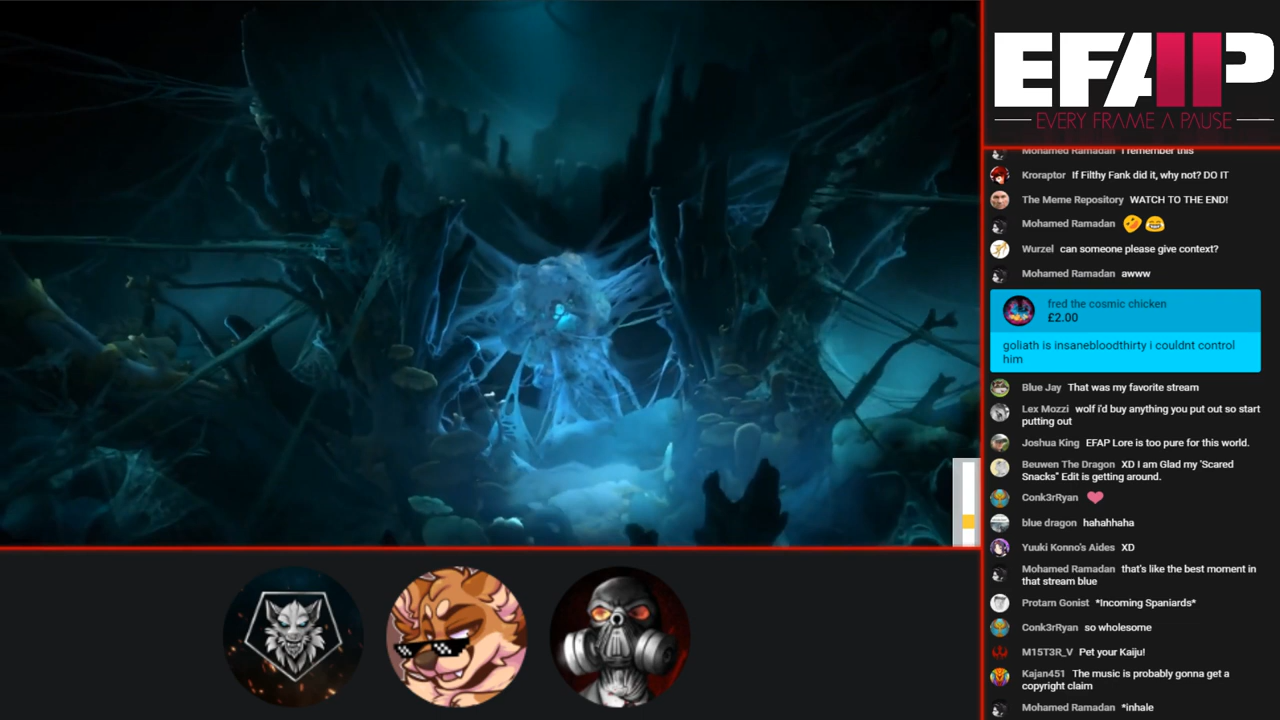 EFAP
EVERY FRAME A PAUSE
Mohamed Ramadan I remember this
Kroraptor If Filthy Fank did it, why not? DO IT
The Meme Repository WATCH TO THE END!
Mohamed Ramadan 🤣😂
Wurzel can someone please give context?
Mohamed Ramadan awww
fred the cosmic chicken
£2.00
goliath is insanebloodthirty i couldnt control
him
Blue Jay That was my favorite stream
Lex Mozzi wolf i'd buy anything you put out so start
putting out
Joshua King EFAP Lore is too pure for this world.
Beuwen The Dragon XD I am Glad my 'Scared
Snacks" Edit is getting around.
Conk3rRyan ❤
blue dragon hahahhaha
Yuuki Konno's Aides XD
Mohamed Ramadan that's like the best moment in
that stream blue
Protam Gonist *Incoming Spaniards*
Conk3rRyan so wholesome
M15T3R_V Pet your Kaiju!
Kajan451 The music is probably gonna get a
copyright claim
Mohamed Ramadan *inhale